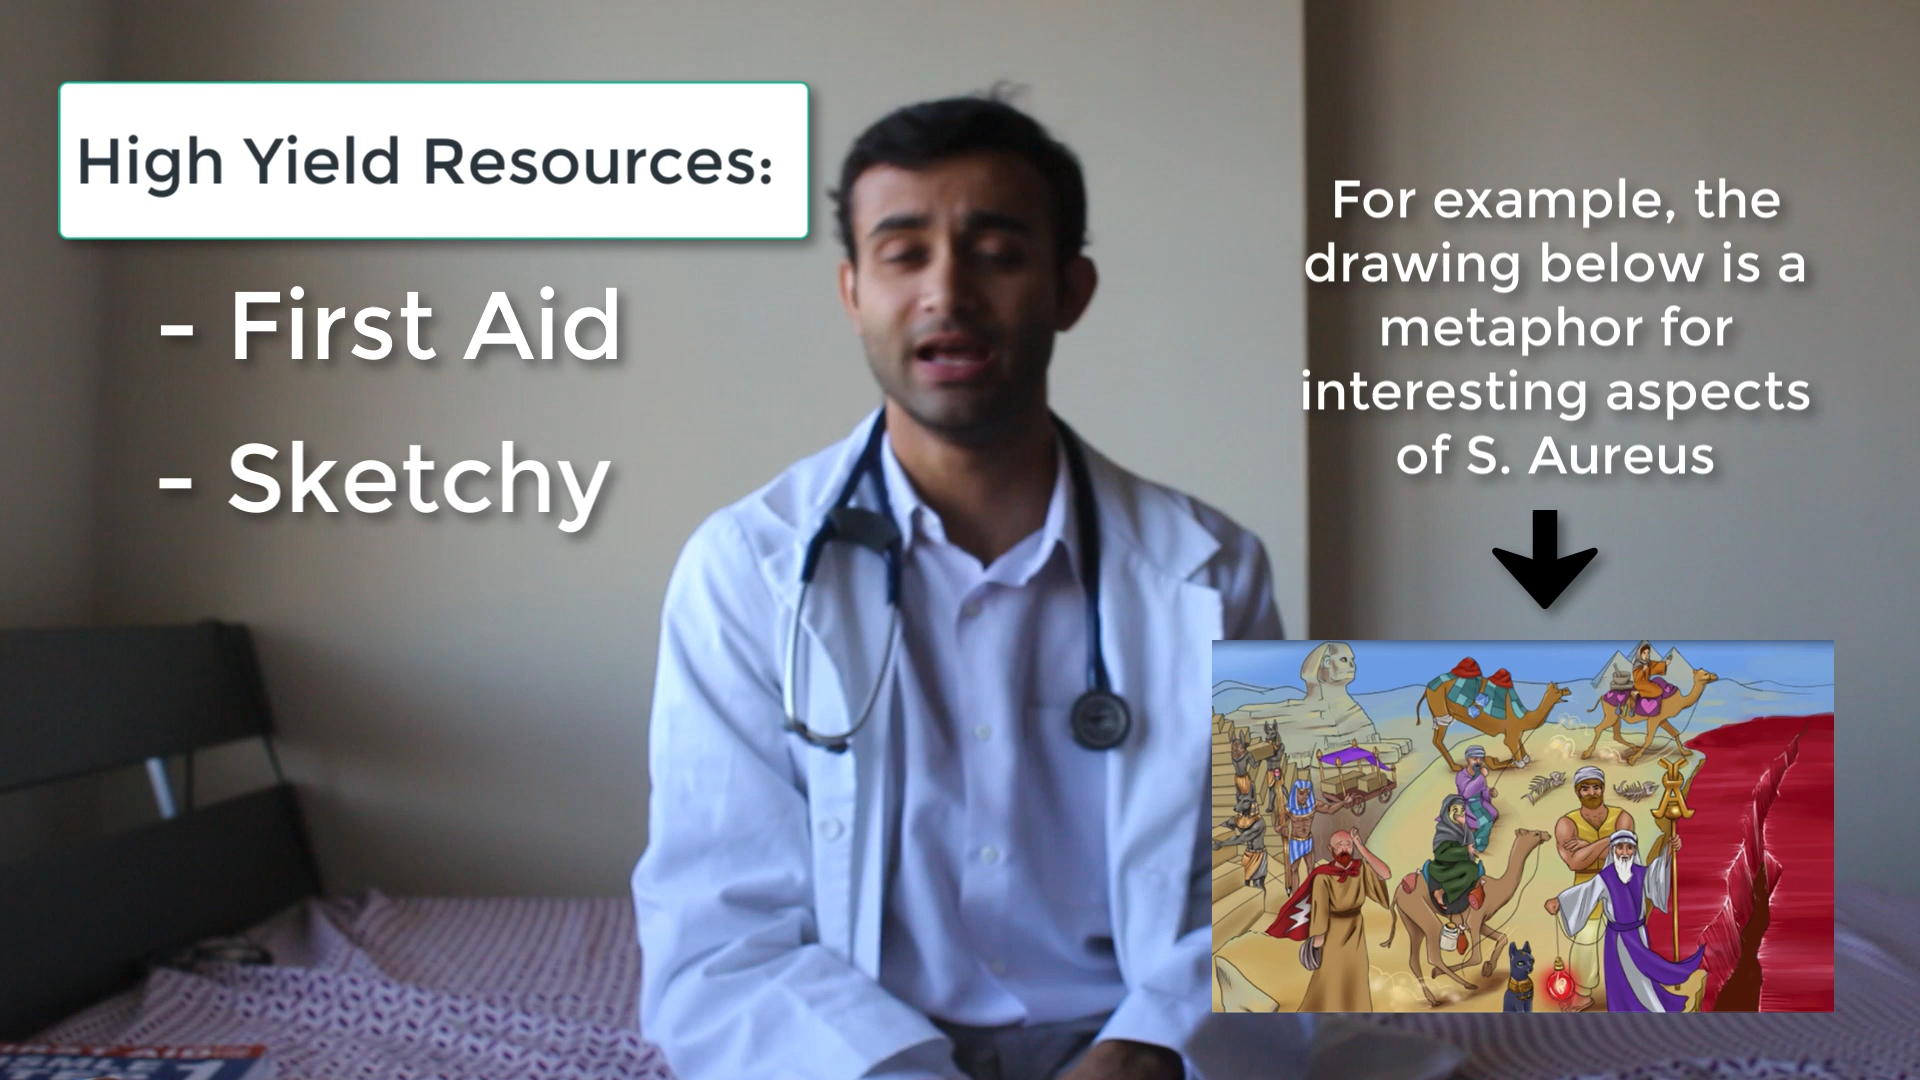 High Yield Resources:
- First Aid
- Sketchy
For example, the
drawing below is a
metaphor for
interesting aspects
of S. Aureus